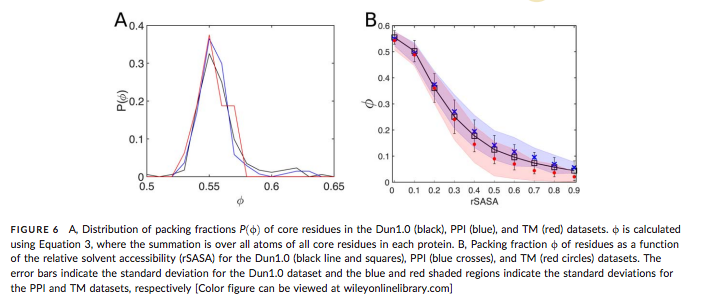 A
0.4
0.3
0.2
0.1
0
P(ϕ)
0.5 0.55 0.6 0.65
ϕ
B
0.6
0.5
0.4
0.3
0.2
0.1
0
ϕ
0 0.1 0.2 0.3 0.4 0.5 0.6 0.7 0.8 0.9
rSASA
FIGURE 6 A, Distribution of packing fractions P(ϕ) of core residues in the Dun1.0 (black), PPI (blue), and TM (red) datasets. ϕ is calculated
using Equation 3, where the summation is over all atoms of all core residues in each protein. B, Packing fraction ϕ of residues as a function
of the relative solvent accessibility (rSASA) for the Dun1.0 (black line and squares), PPI (blue crosses), and TM (red circles) datasets. The
error bars indicate the standard deviation for the Dun1.0 dataset and the blue and red shaded regions indicate the standard deviations for
the PPI and TM datasets, respectively [Color figure can be viewed at wileyonlinelibrary.com]